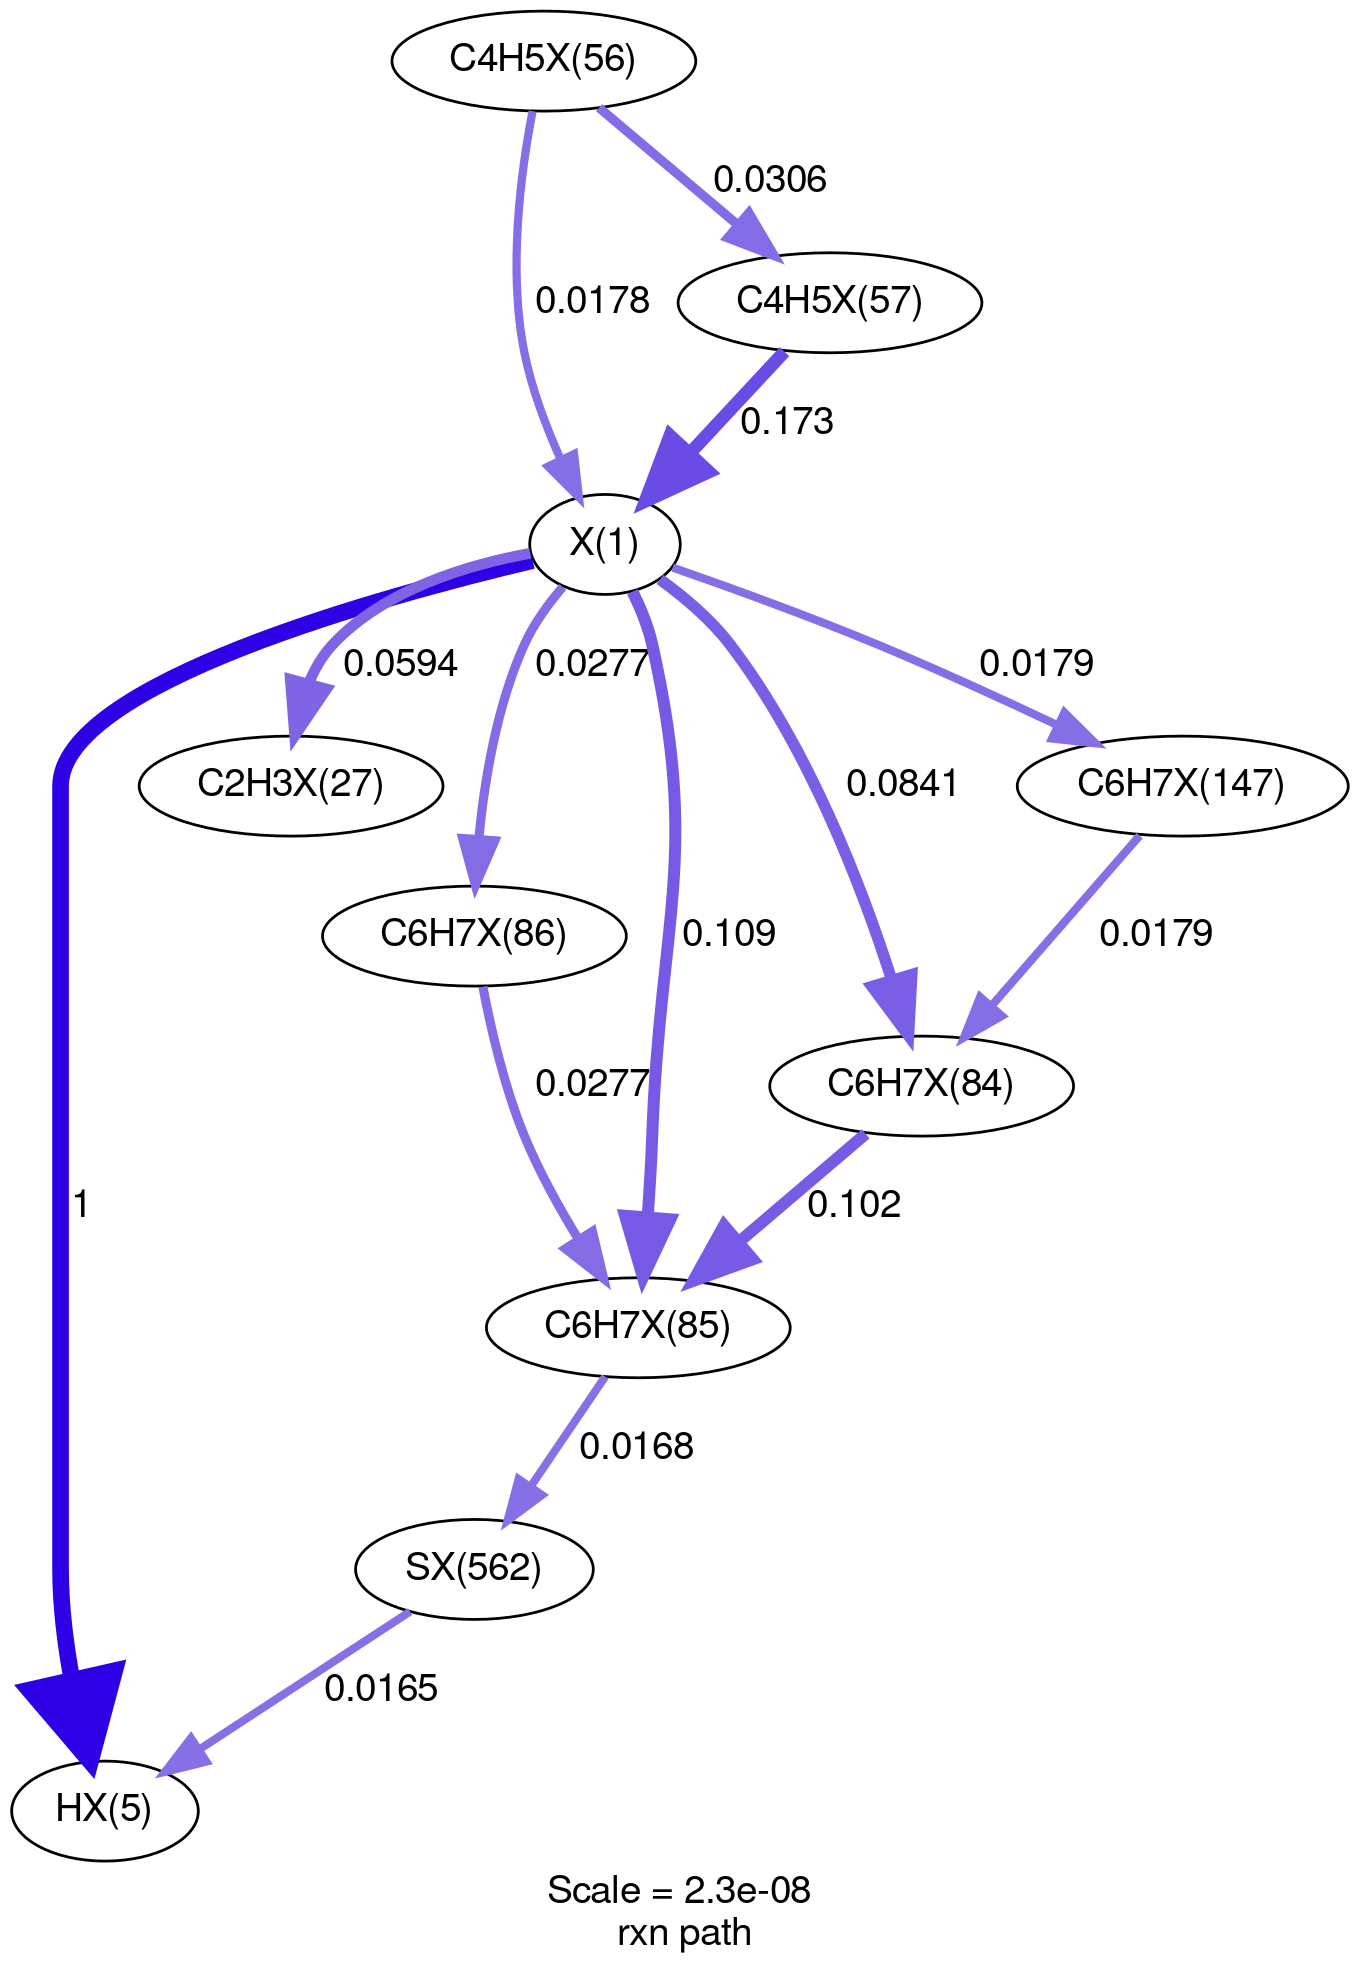 C4H5X(56)
0.0306
0.0178
C4H5X(57)
0.173
X(1)
0.0594
0.0277
0.0179
C2H3X(27)
0.0841
C6H7X(147)
C6H7X(86)
0.109
0.0179
0.0277
C6H7X(84)
1
0.102
C6H7X(85)
0.0168
SX(562)
0.0165
HX(5)
Scale = 2.3e-08
rxn path